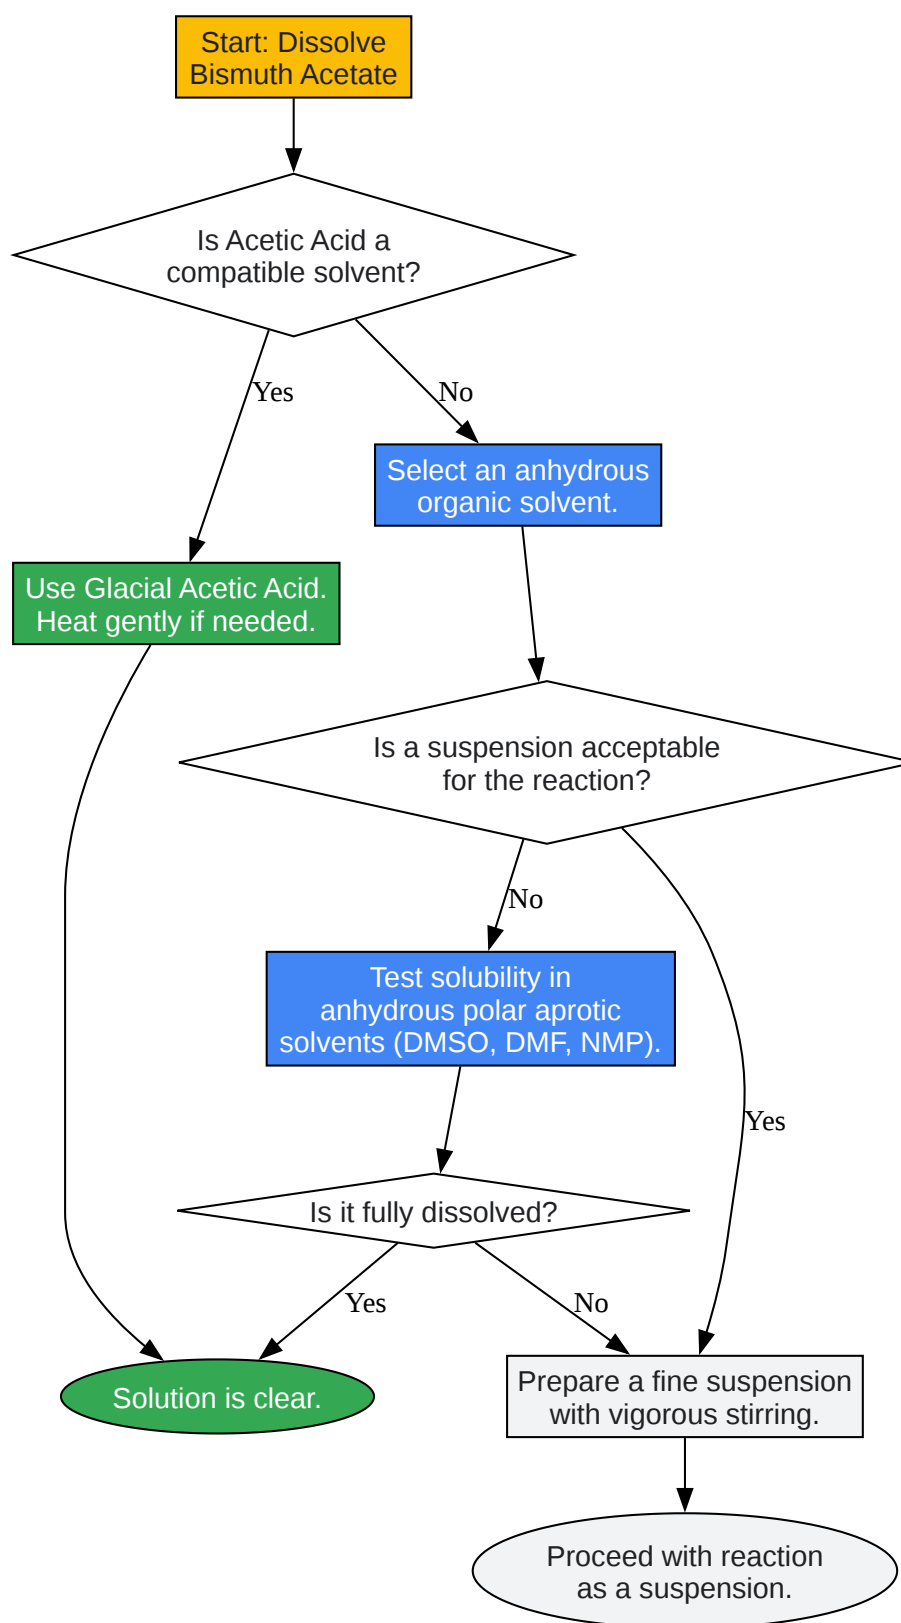 Start: Dissolve
Bismuth Acetate
Is Acetic Acid a
compatible solvent?
Yes
No
Select an anhydrous
organic solvent.
Use Glacial Acetic Acid.
Heat gently if needed.
Is a suspension acceptable
for the reaction?
No
Test solubility in
anhydrous polar aprotic
solvents (DMSO, DMF, NMP).
Yes
Is it fully dissolved?
Yes
No
Solution is clear.
Prepare a fine suspension
with vigorous stirring.
Proceed with reaction
as a suspension.